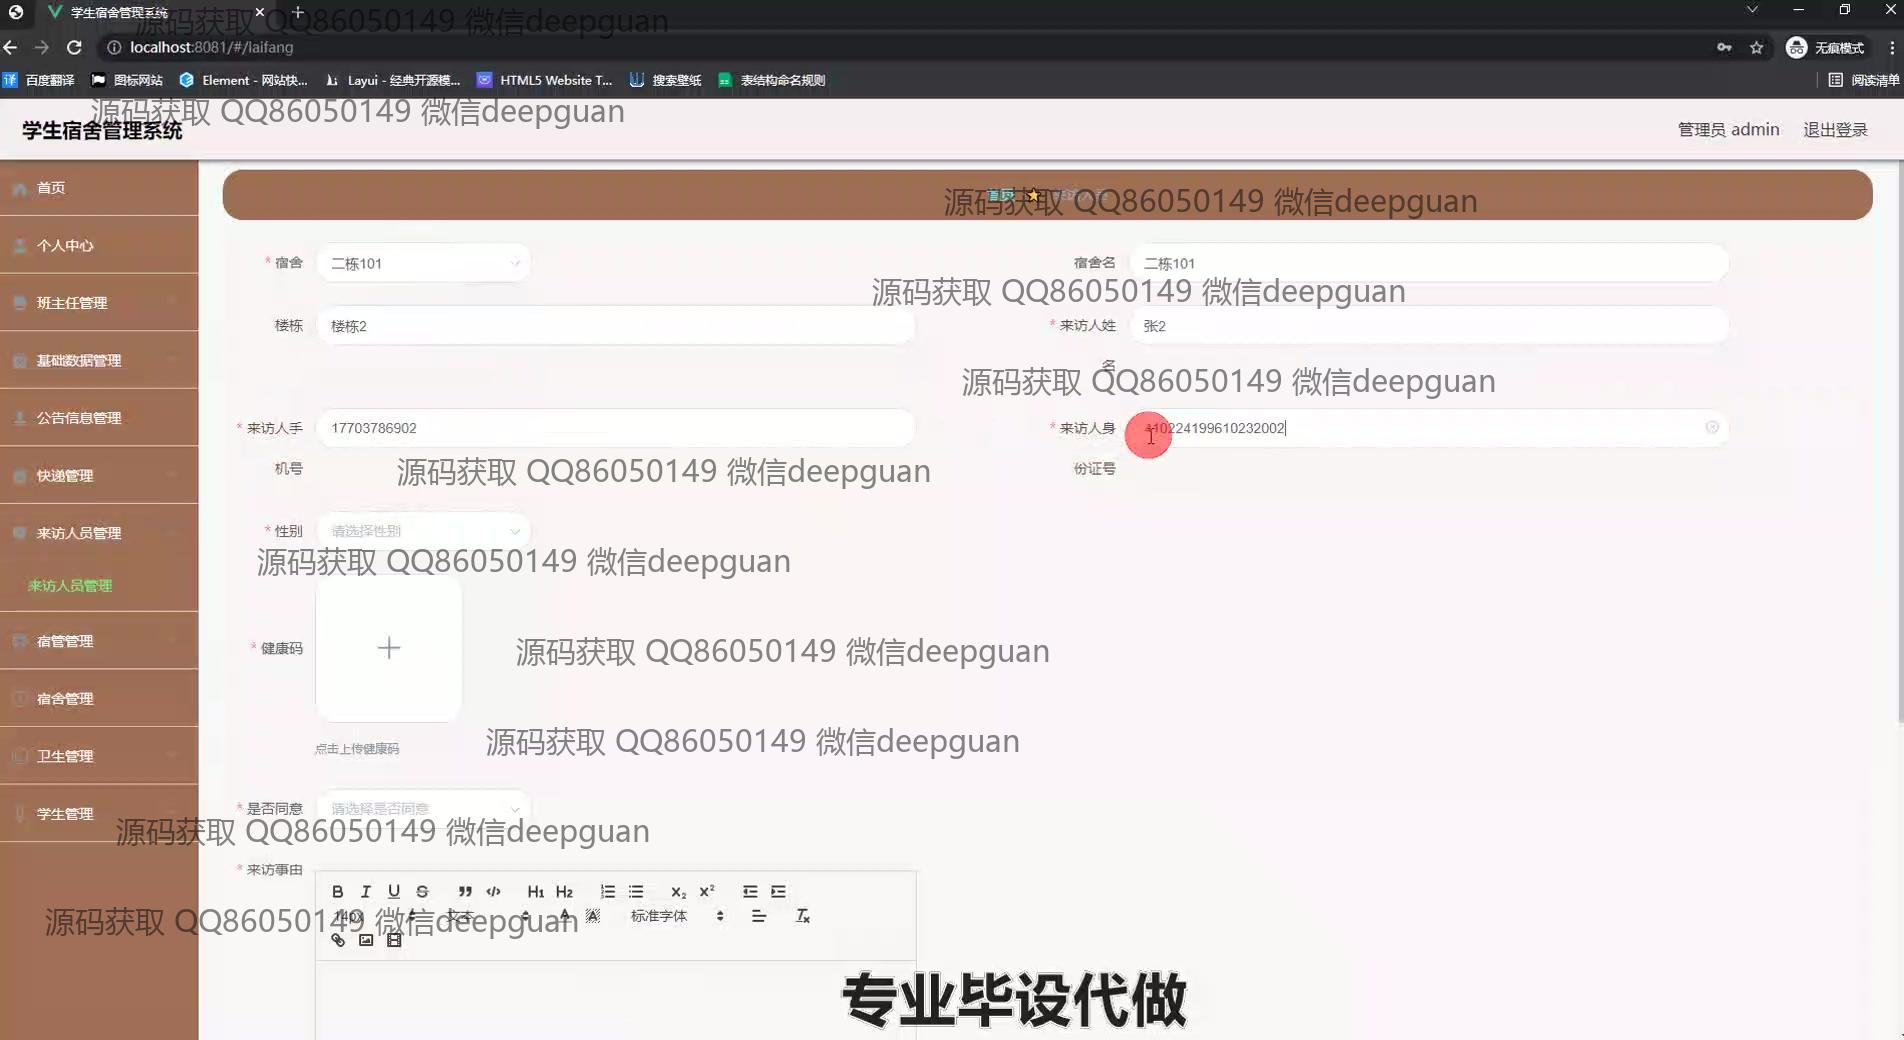 学生宿舍管理系统
源码获取 QQ86050149 微信deepguan
localhost:8081/#/laifang
无痕模式
百度翻译
图标网站
Element - 网站快...
Layui - 经典开源模...
HTML5 Website T...
搜索壁纸
表结构命名规则
阅读清单
源码获取 QQ86050149 微信deepguan
学生宿舍管理系统
管理员 admin
退出登录
首页
个人中心
班主任管理
基础数据管理
公告信息管理
快递管理
来访人员管理
来访人员管理
宿管管理
宿舍管理
卫生管理
学生管理
首页
源码获取 QQ86050149 微信deepguan
* 宿舍
二栋101
宿舍名
二栋101
源码获取 QQ86050149 微信deepguan
楼栋
楼栋2
* 来访人姓名
张2
源码获取 QQ86050149 微信deepguan
* 来访人手机号
17703786902
* 来访人身份证号
410224199610232002
源码获取 QQ86050149 微信deepguan
* 性别
请选择性别
源码获取 QQ86050149 微信deepguan
* 健康码
源码获取 QQ86050149 微信deepguan
点击上传健康码
源码获取 QQ86050149 微信deepguan
* 是否同意
请选择是否同意
源码获取 QQ86050149 微信deepguan
* 来访事由
14px
文本
标准字体
源码获取 QQ86050149 微信deepguan
专业毕设代做